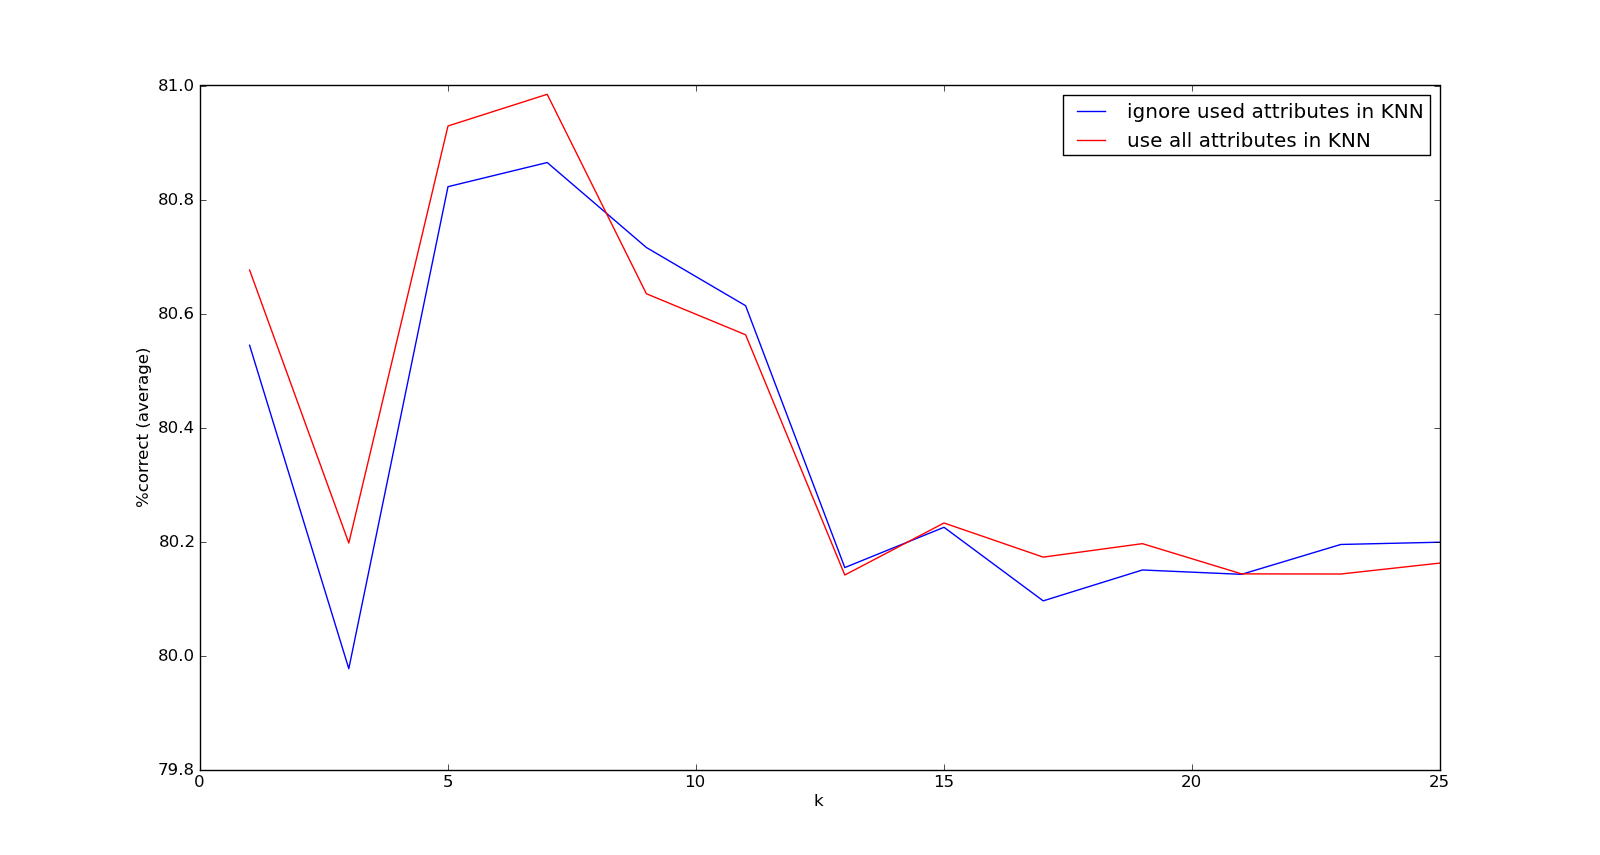 81.0
80.8
80.6
80.4
80.2
80.0
79.8
%correct (average)
ignore used attributes in KNN
use all attributes in KNN
0 5 10 15 20 25
k